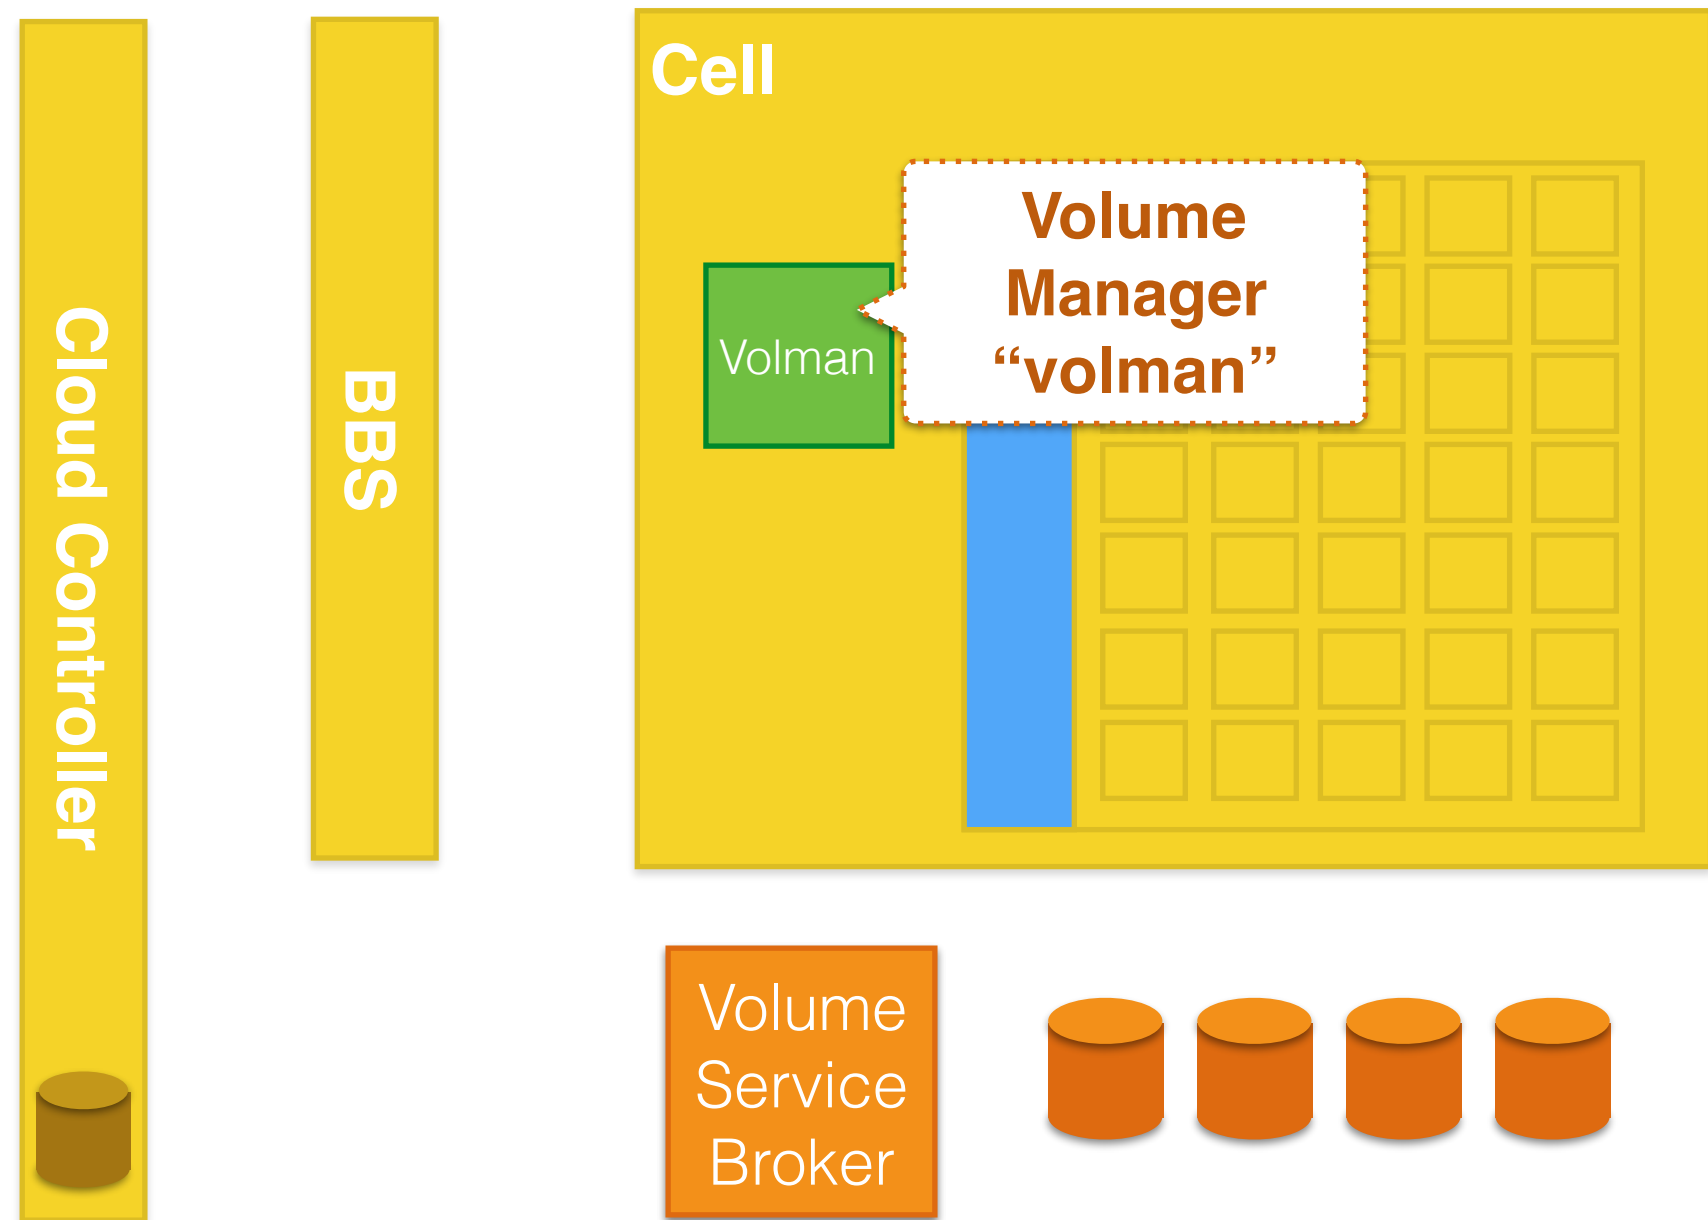 Cloud Controller
BBS
Cell
Volman
Volume
Manager
“volman”
Volume
Service
Broker